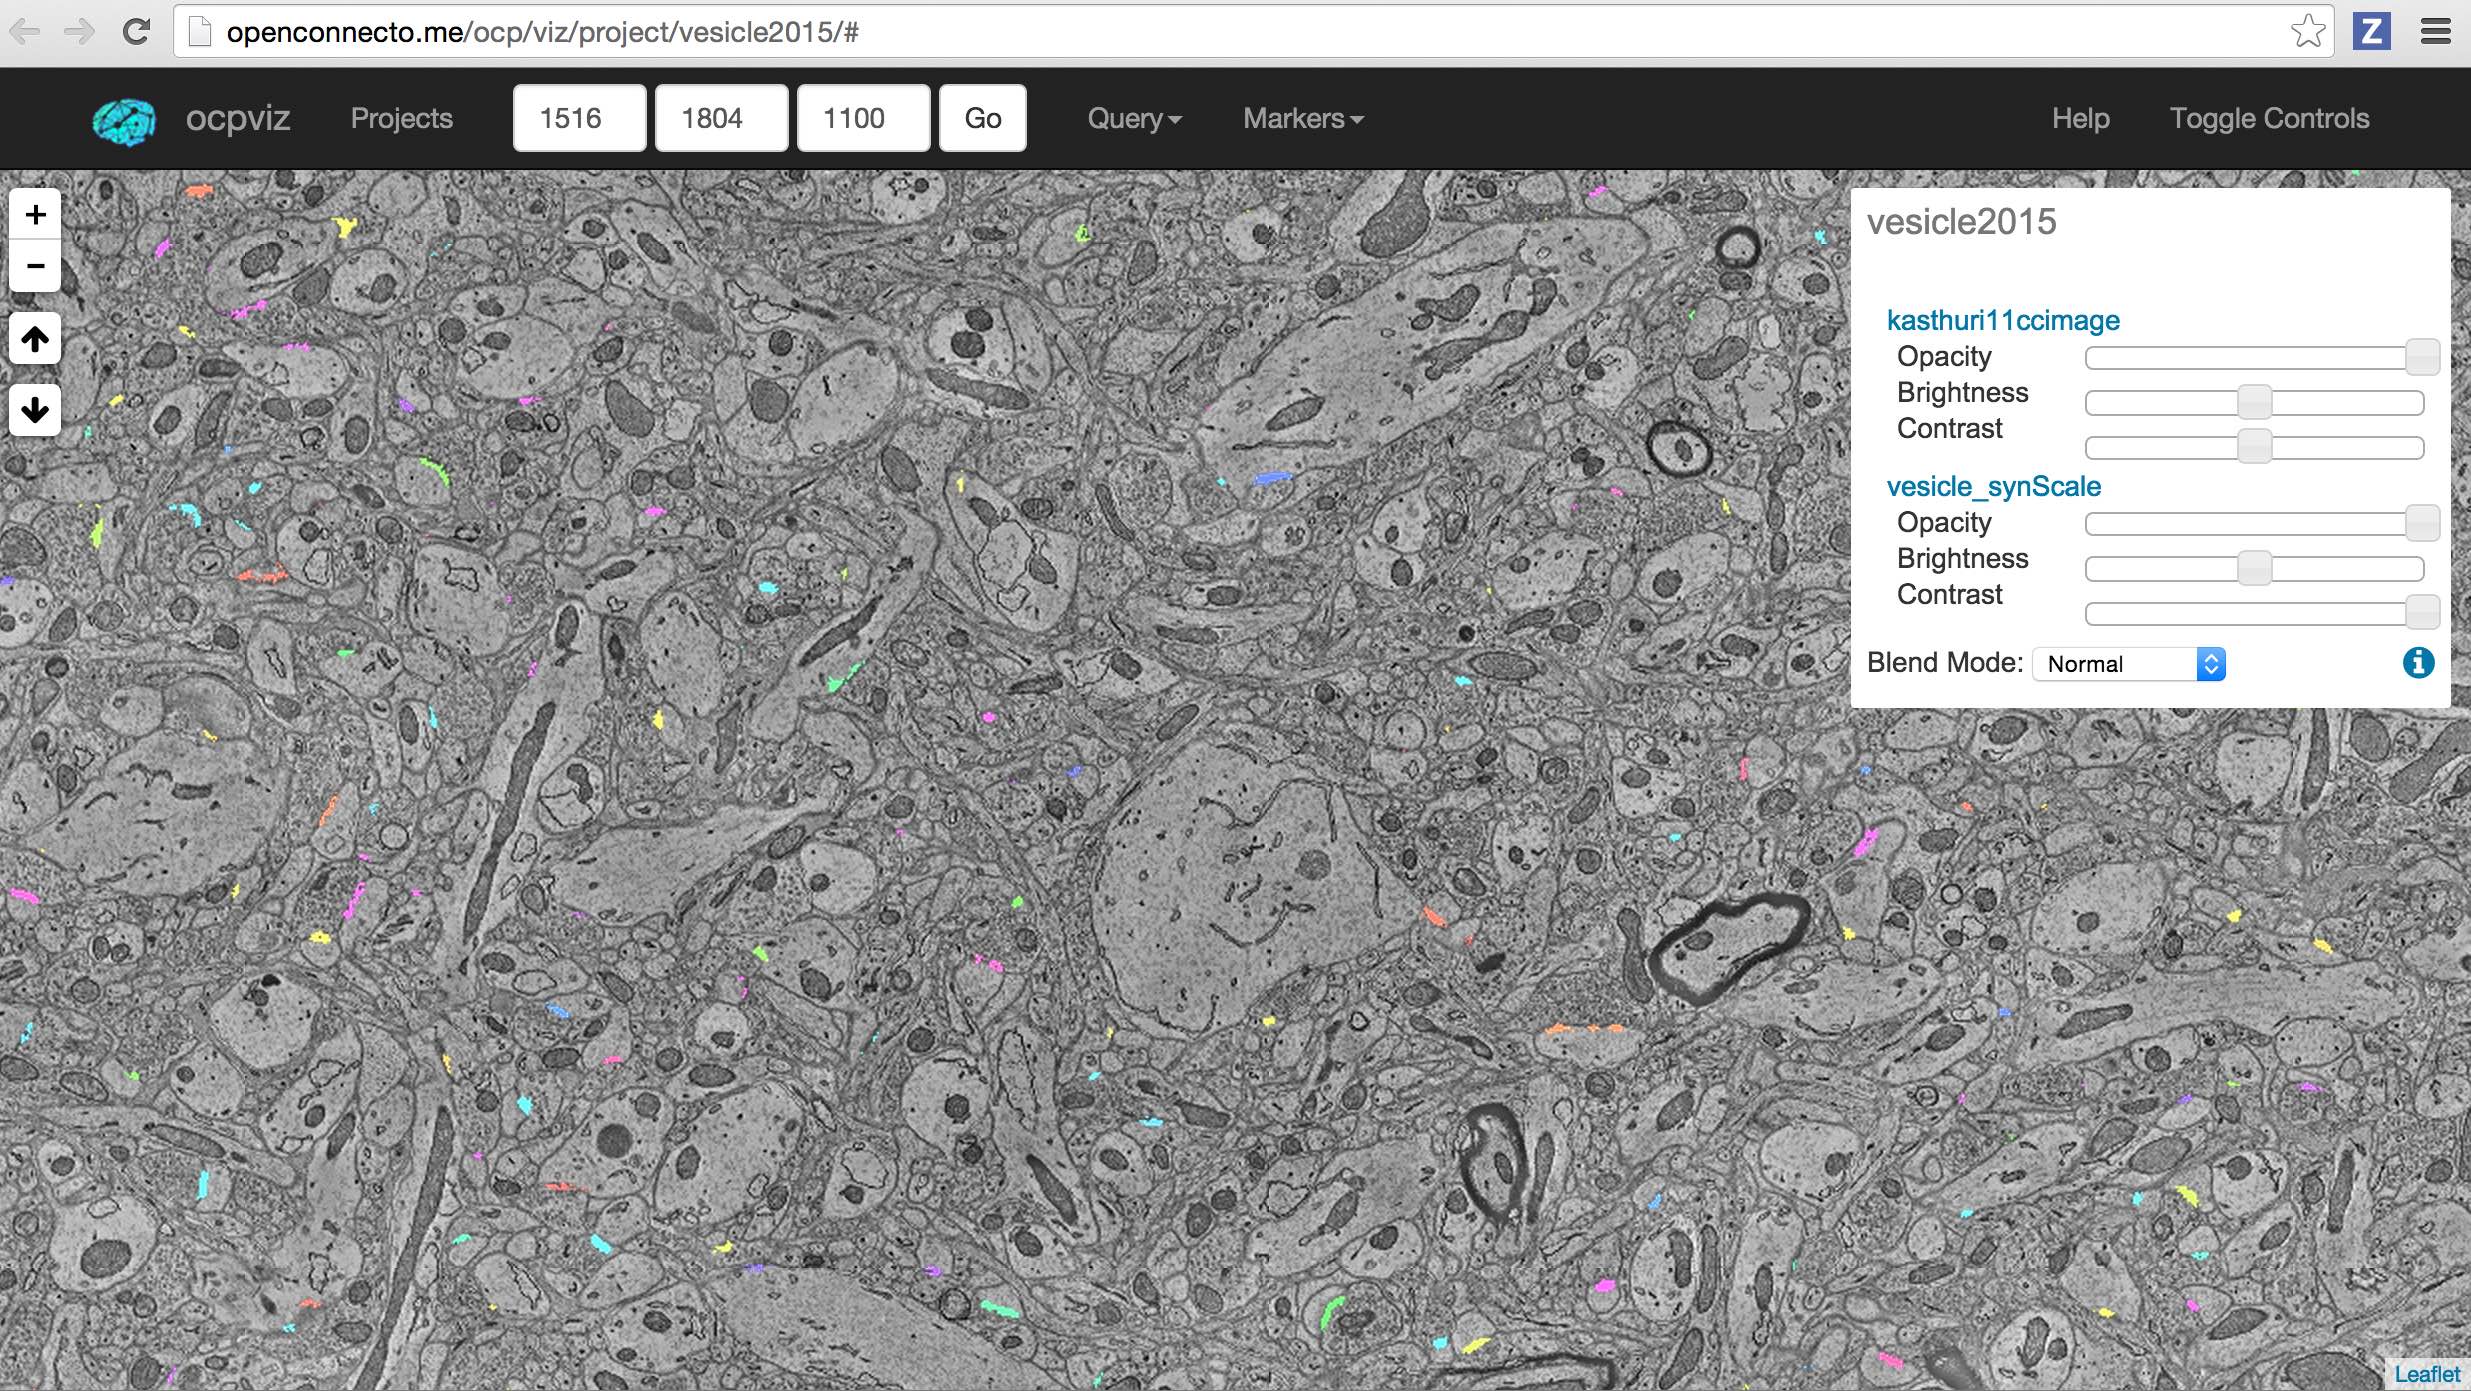 openconnecto.me/ocp/viz/project/vesicle2015/#
Z
ocpviz Projects 1516 1804 1100 Go Query Markers Help Toggle Controls
+
−
vesicle2015
kasthuri11ccimage
Opacity
Brightness
Contrast
vesicle_synScale
Opacity
Brightness
Contrast
Blend Mode: Normal
Leaflet